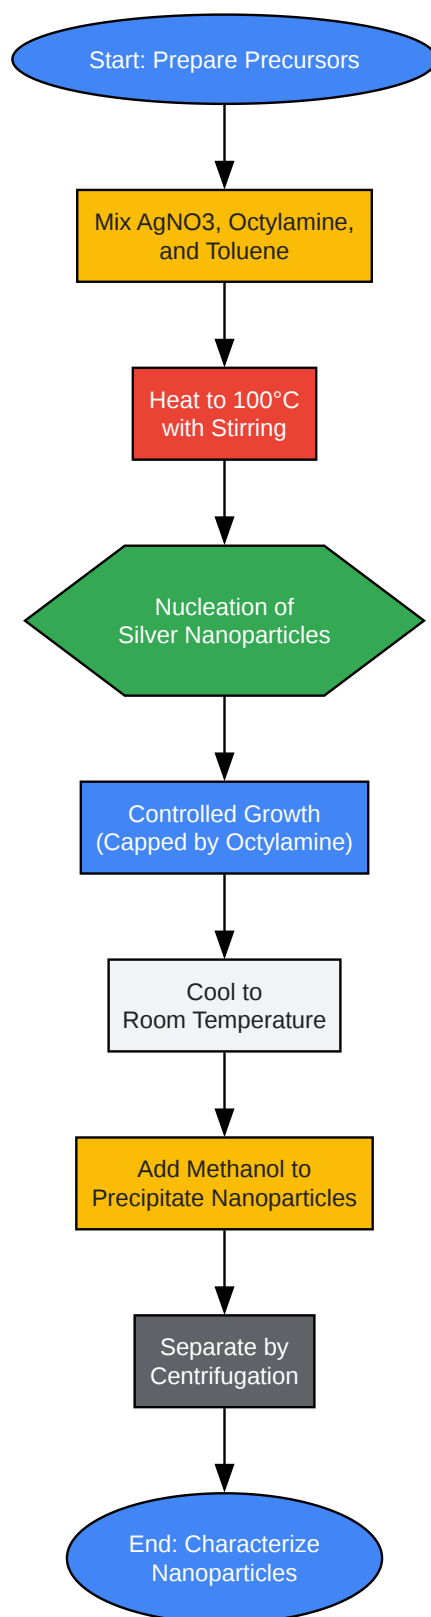 Start: Prepare Precursors
Mix AgNO3, Octylamine,
and Toluene
Heat to 100°C
with Stirring
Nucleation of
Silver Nanoparticles
Controlled Growth
(Capped by Octylamine)
Cool to
Room Temperature
Add Methanol to
Precipitate Nanoparticles
Separate by
Centrifugation
End: Characterize
Nanoparticles